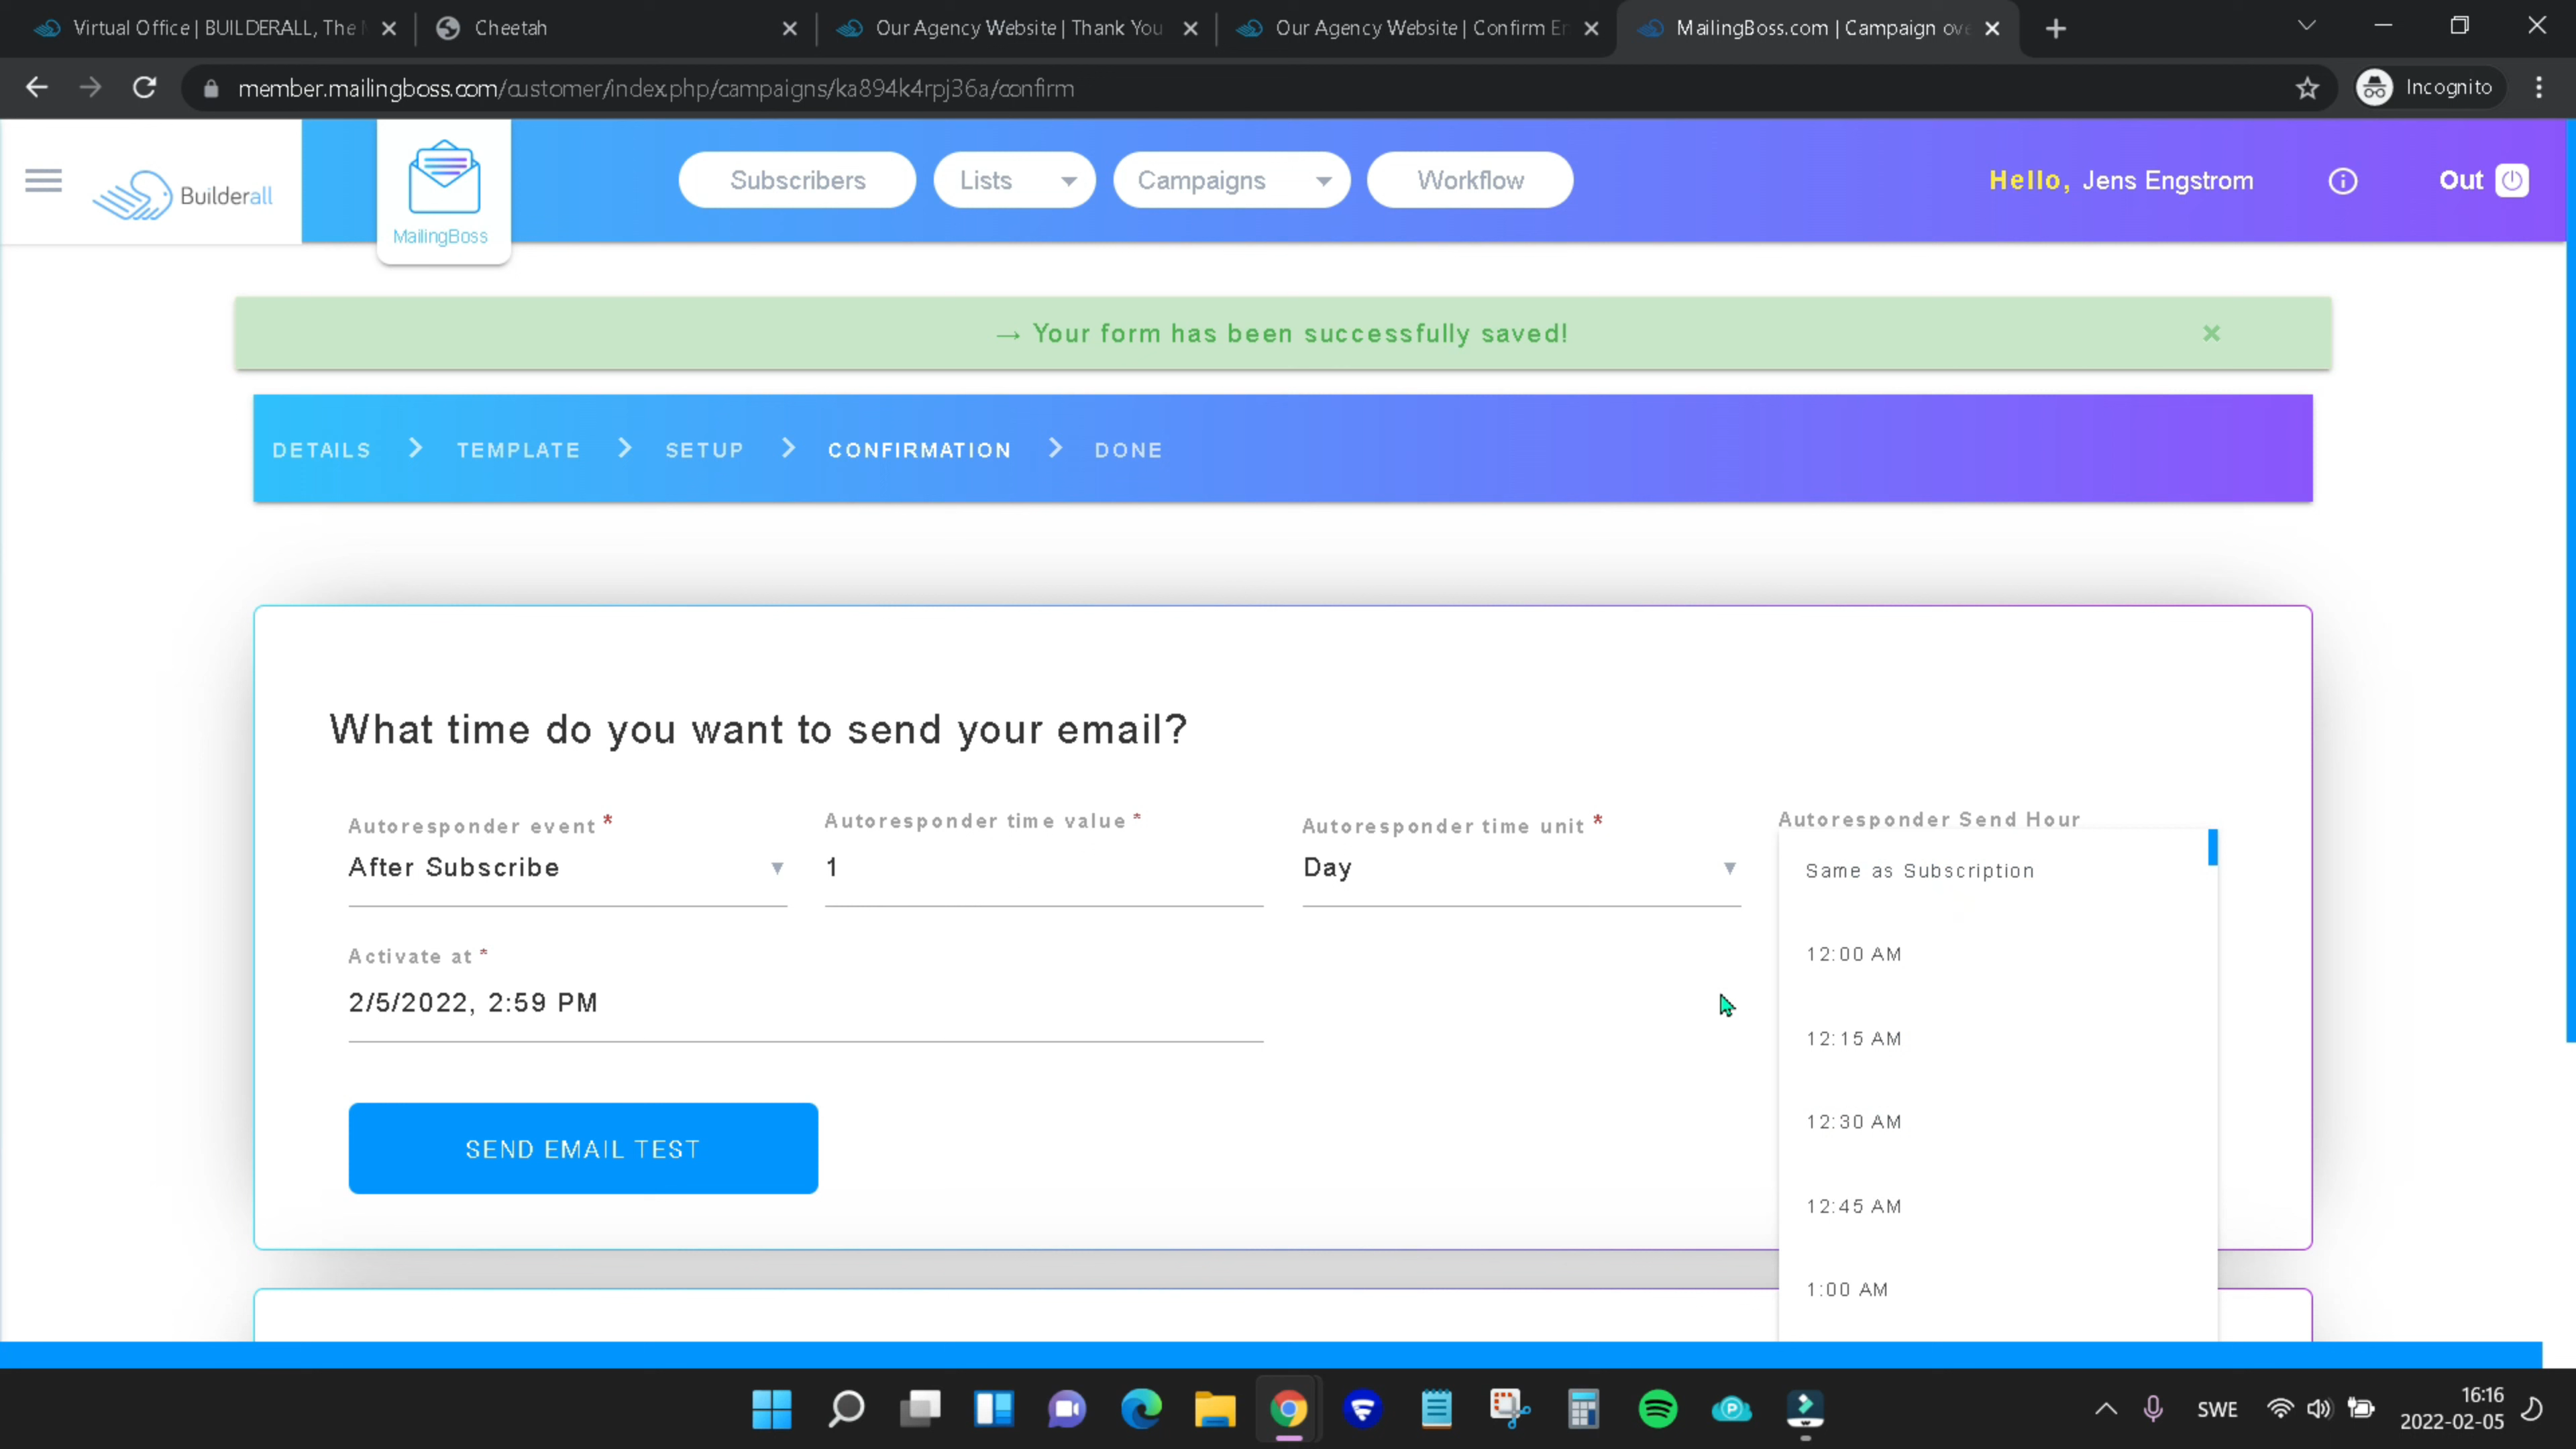 Virtual Office | BUILDERALL, The
Cheetah
Our Agency Website | Thank You
Our Agency Website | Confirm
MailingBoss.com | Campaign
member.mailingboss.com/customer/index.php/campaigns/ka894k4rpj36a/confirm
Incognito
Builderall
MailingBoss
Subscribers
Lists
Campaigns
Workflow
Hello, Jens Engstrom
Out
→ Your form has been successfully saved!
DETAILS > TEMPLATE > SETUP > CONFIRMATION > DONE
What time do you want to send your email?
Autoresponder event *
After Subscribe
Autoresponder time value *
1
Autoresponder time unit *
Day
Autoresponder Send Hour
Same as Subscription
12:00 AM
12:15 AM
12:30 AM
12:45 AM
1:00 AM
Activate at *
2/5/2022, 2:59 PM
SEND EMAIL TEST
SWE
16:16
2022-02-05